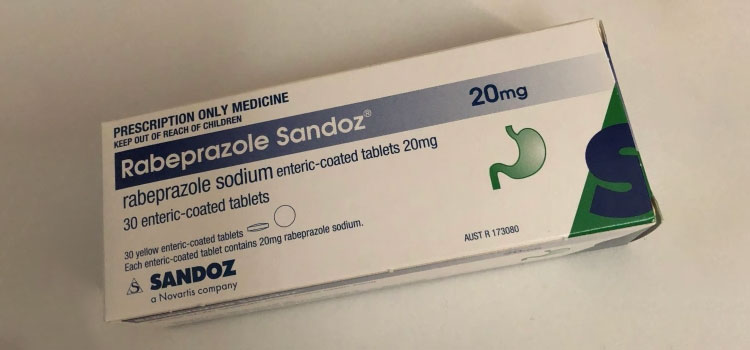 PRESCRIPTION ONLY MEDICINE
KEEP OUT OF REACH OF CHILDREN
Rabeprazole Sandoz®
20mg
rabeprazole sodium enteric-coated tablets 20mg
30 enteric-coated tablets
30 yellow enteric-coated tablets
Each enteric-coated tablet contains 20mg rabeprazole sodium.
SANDOZ
a Novartis company
AUST R 173080
S